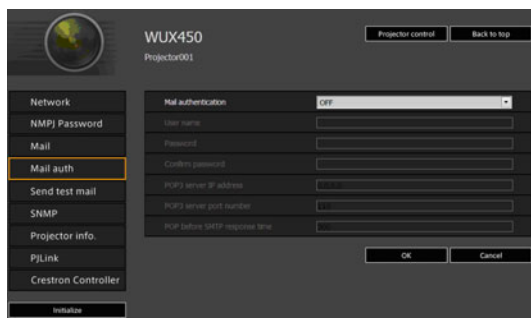 WUX450
Projector001
Projector control
Back to top
Network
NMPJ Password
Mail
Mail auth
Send test mail
SNMP
Projector info.
PJLink
Crestron Controller
Initialize
Mail authentication
OFF
User name
Password
Confirm password
POP3 server IP address
POP3 server port number
POP before SMTP response time
OK
Cancel